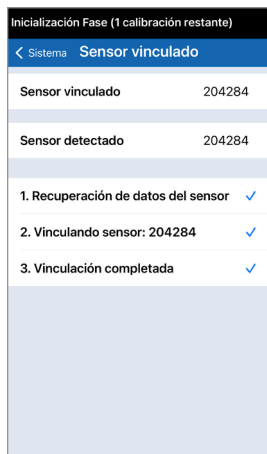 Inicialización Fase (1 calibración restante)
Sistema Sensor vinculado
Sensor vinculado 204284
Sensor detectado 204284
1. Recuperación de datos del sensor
2. Vinculando sensor: 204284
3. Vinculación completada